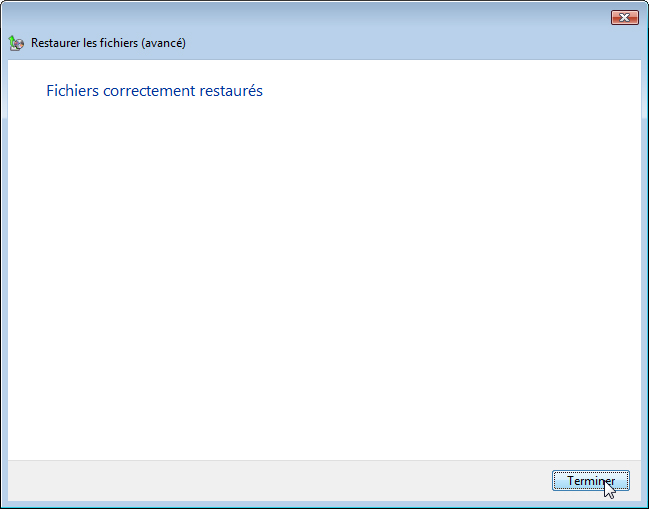 Restaurer les fichiers (avancé)
Fichiers correctement restaurés
Terminer